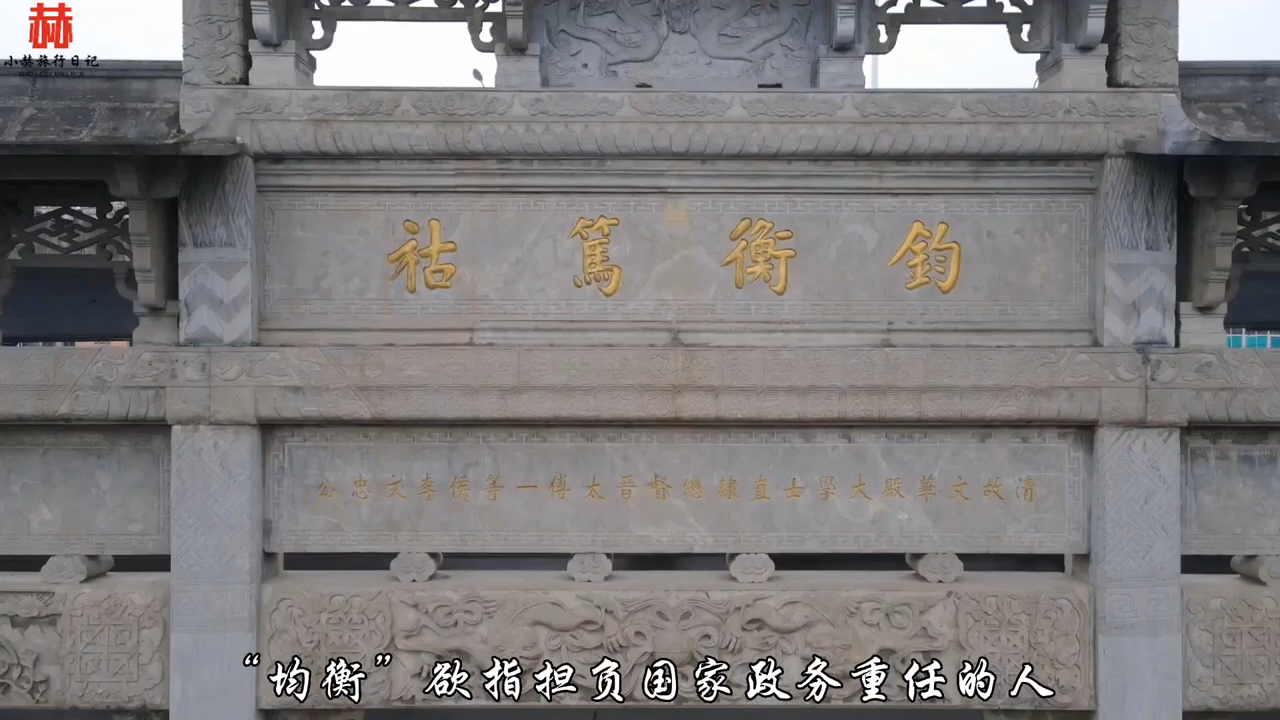 赫
小赫旅行日记
鈞衡篤祜
清故文華殿大學士直隸總督晉太傅一等侯李文忠公
“均衡”欲指担负国家政务重任的人